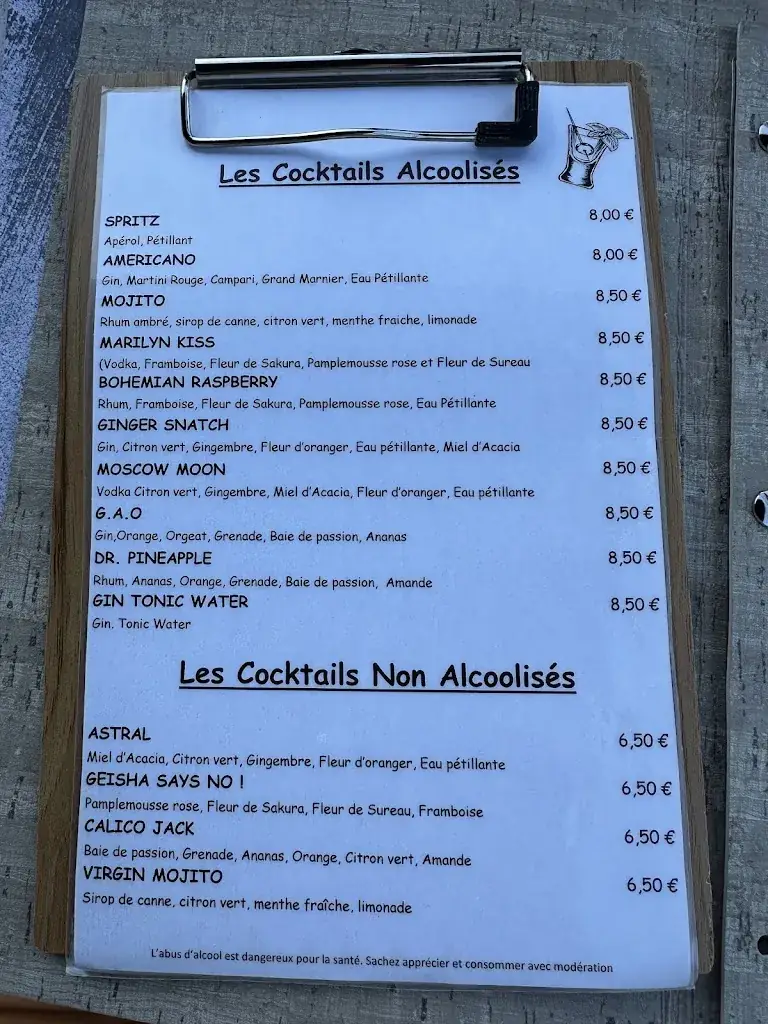 Les Cocktails Alcoolisés
SPRITZ 8,00 €
Apérol, Pétillant
AMERICANO 8,00 €
Gin, Martini Rouge, Campari, Grand Marnier, Eau Pétillante
MOJITO 8,50 €
Rhum ambré, sirop de canne, citron vert, menthe fraiche, limonade
MARILYN KISS 8,50 €
(Vodka, Framboise, Fleur de Sakura, Pamplemousse rose et Fleur de Sureau
BOHEMIAN RASPBERRY 8,50 €
Rhum, Framboise, Fleur de Sakura, Pamplemousse rose, Eau Pétillante
GINGER SNATCH 8,50 €
Gin, Citron vert, Gingembre, Fleur d'oranger, Eau pétillante, Miel d'Acacia
MOSCOW MOON 8,50 €
Vodka Citron vert, Gingembre, Miel d'Acacia, Fleur d'oranger, Eau pétillante
G.A.O 8,50 €
Gin,Orange, Orgeat, Grenade, Baie de passion, Ananas
DR. PINEAPPLE 8,50 €
Rhum, Ananas, Orange, Grenade, Baie de passion, Amande
GIN TONIC WATER 8,50 €
Gin. Tonic Water
Les Cocktails Non Alcoolisés
ASTRAL 6,50 €
Miel d'Acacia, Citron vert, Gingembre, Fleur d'oranger, Eau pétillante
GEISHA SAYS NO ! 6,50 €
Pamplemousse rose, Fleur de Sakura, Fleur de Sureau, Framboise
CALICO JACK 6,50 €
Baie de passion, Grenade, Ananas, Orange, Citron vert, Amande
VIRGIN MOJITO 6,50 €
Sirop de canne, citron vert, menthe fraîche, limonade
L'abus d'alcool est dangereux pour la santé. Sachez apprécier et consommer avec modération